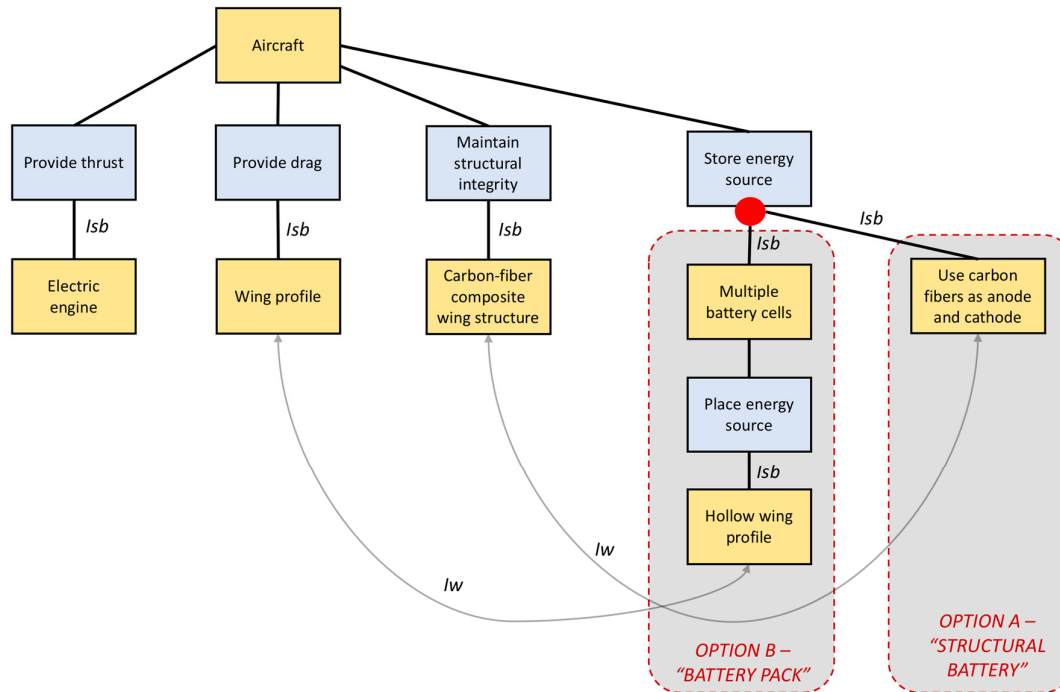 Aircraft
Provide thrust
Provide drag
Maintain
structural
integrity
Store energy
source
Isb
Isb
Isb
Isb
Isb
Electric
engine
Wing profile
Carbon-fiber
composite
wing structure
Multiple
battery cells
Use carbon
fibers as anode
and cathode
Place energy
source
Isb
Hollow wing
profile
Iw
Iw
OPTION B –
"BATTERY PACK"
OPTION A –
"STRUCTURAL
BATTERY"